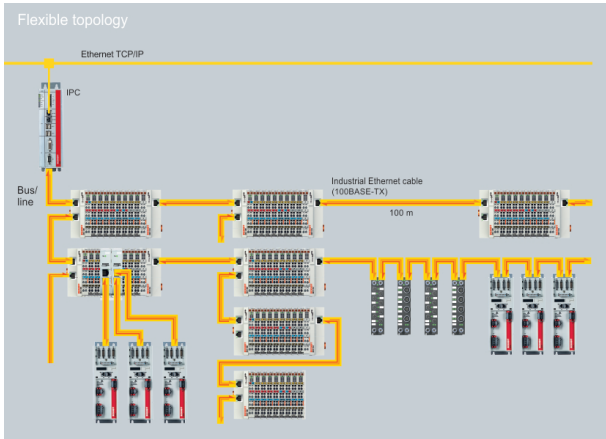 Flexible topology
Ethernet TCP/IP
IPC
Industrial Ethernet cable
(100BASE-TX)
Bus/
line
100 m